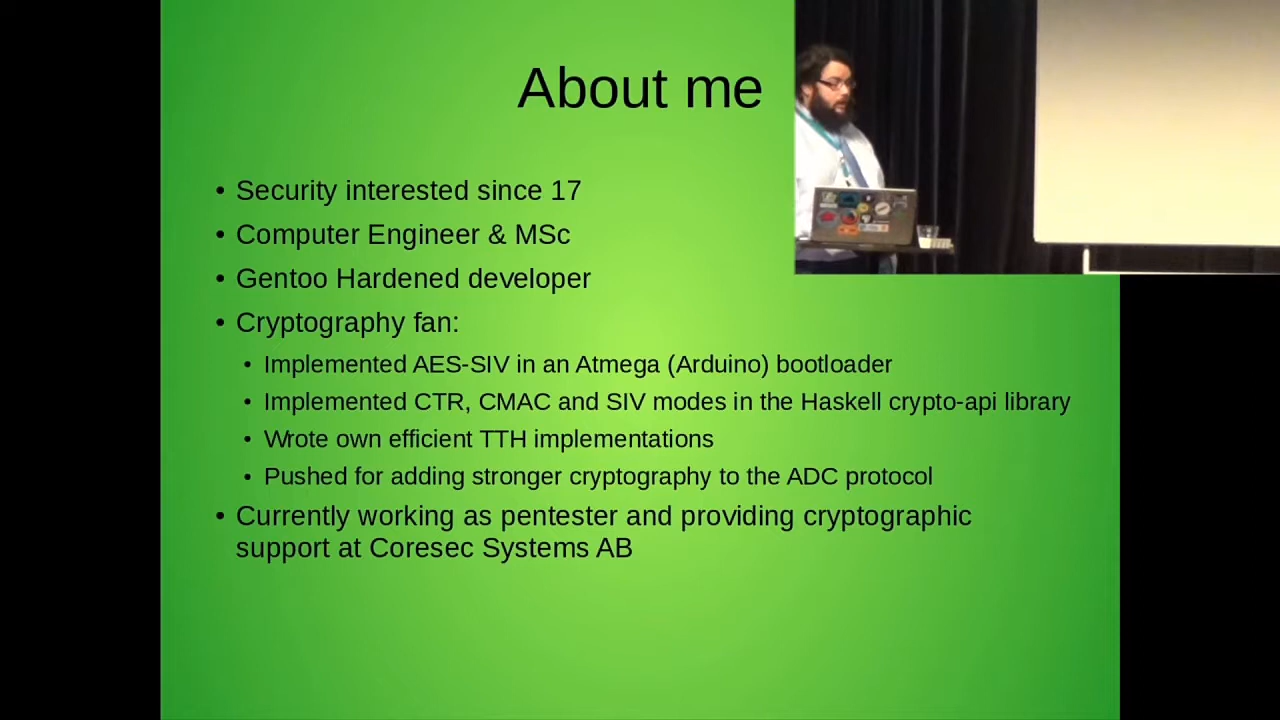 About me
• Security interested since 17
• Computer Engineer & MSc
• Gentoo Hardened developer
• Cryptography fan:
• Implemented AES-SIV in an Atmega (Arduino) bootloader
• Implemented CTR, CMAC and SIV modes in the Haskell crypto-api library
• Wrote own efficient TTH implementations
• Pushed for adding stronger cryptography to the ADC protocol
• Currently working as pentester and providing cryptographic
support at Coresec Systems AB